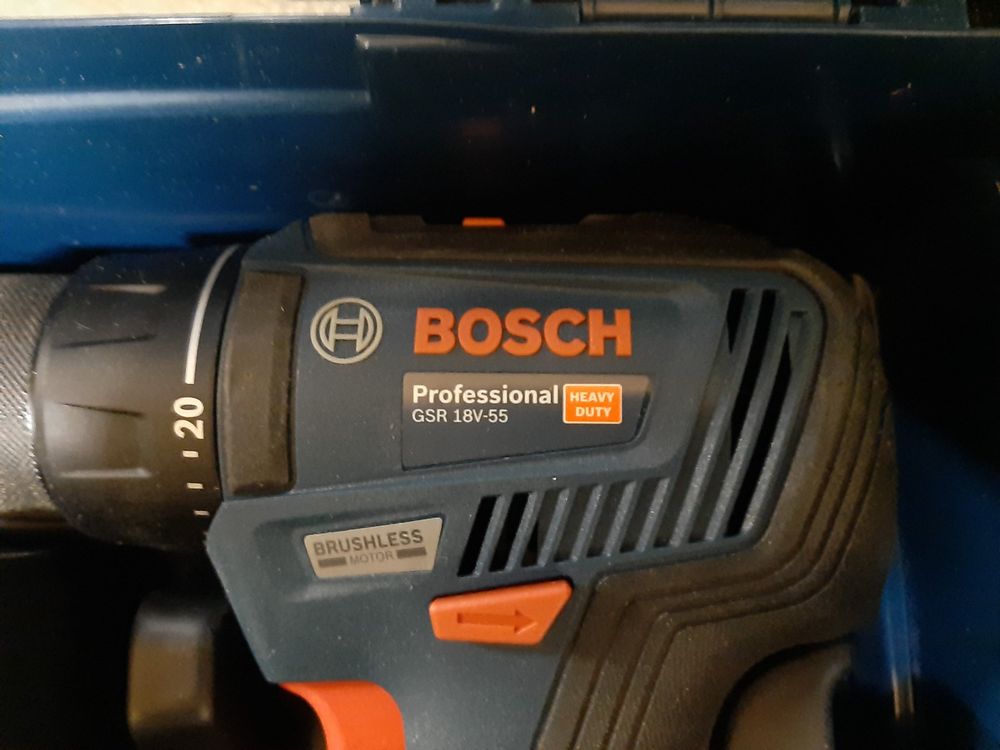 BOSCH
Professional
HEAVY
DUTY
GSR 18V-55
20
BRUSHLESS
MOTOR